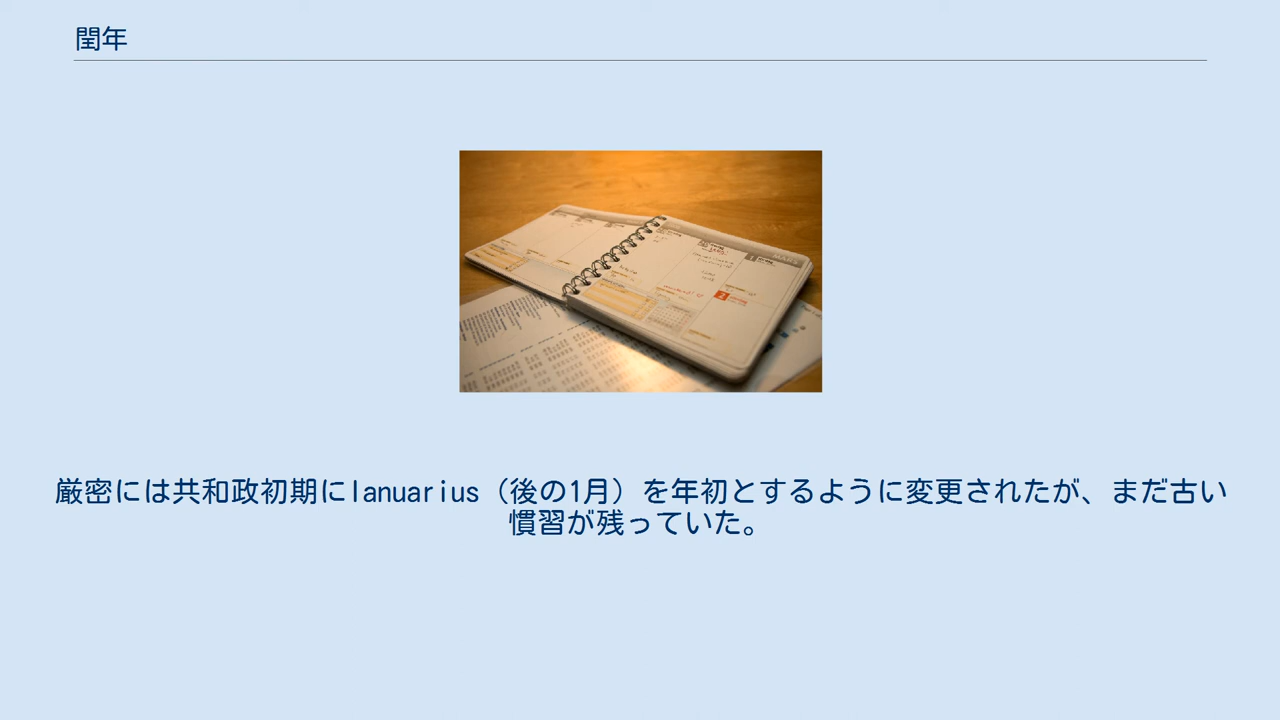 閏年
MARS
厳密には共和政初期にIanuarius（後の1月）を年初とするように変更されたが、まだ古い
慣習が残っていた。